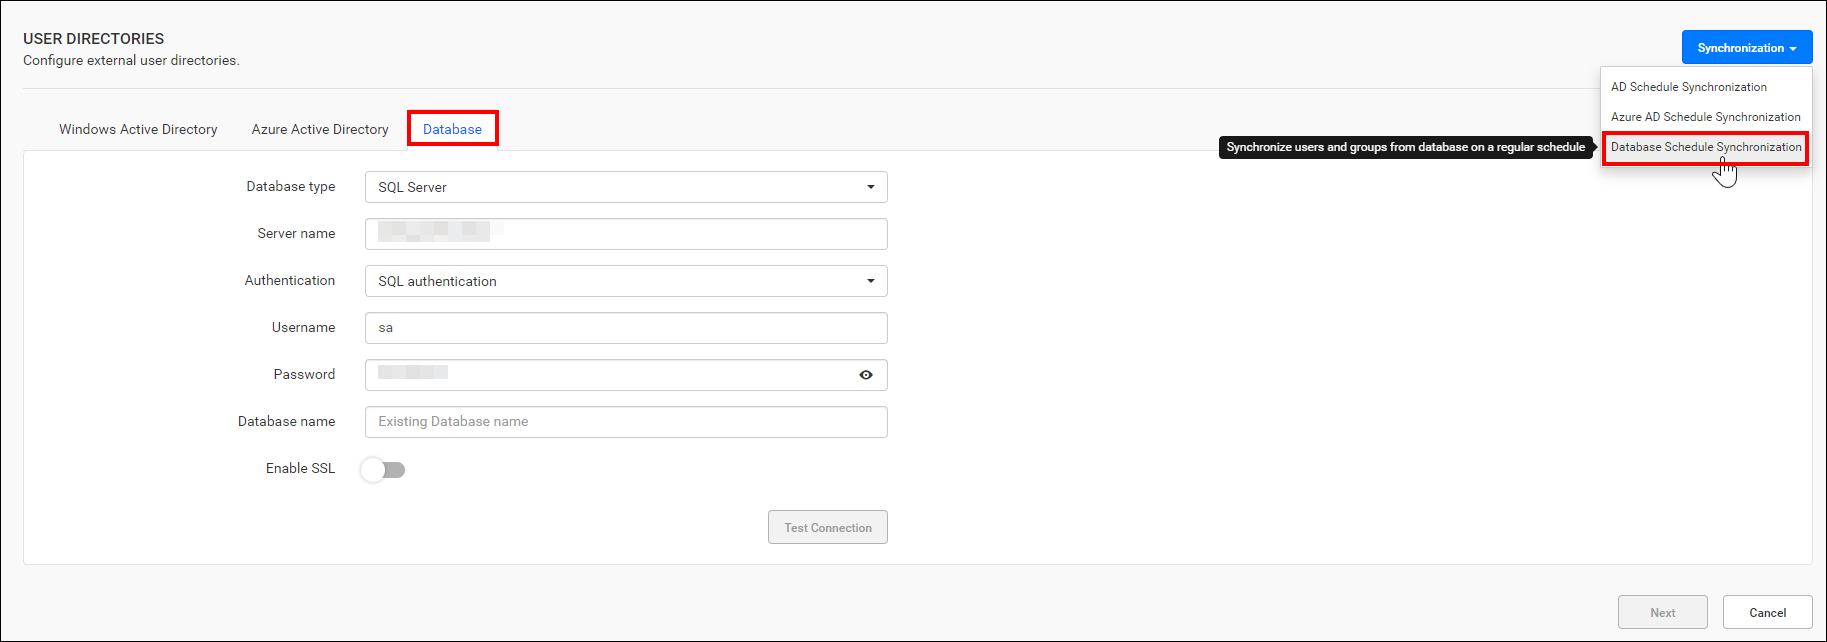 USER DIRECTORIES
Configure external user directories.
Synchronization
AD Schedule Synchronization
Azure AD Schedule Synchronization
Database Schedule Synchronization
Synchronize users and groups from database on a regular schedule
Windows Active Directory
Azure Active Directory
Database
Database type
SQL Server
Server name
Authentication
SQL authentication
Username
sa
Password
Database name
Existing Database name
Enable SSL
Test Connection
Next
Cancel